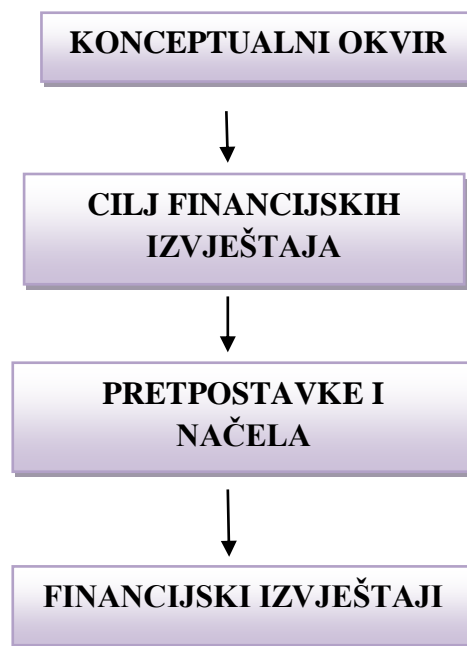 KONCEPTUALNI OKVIR
CILJ FINANCIJSKIH
IZVJEŠTAJA
PRETPOSTAVKE I
NAČELA
FINANCIJSKI IZVJEŠTAJI